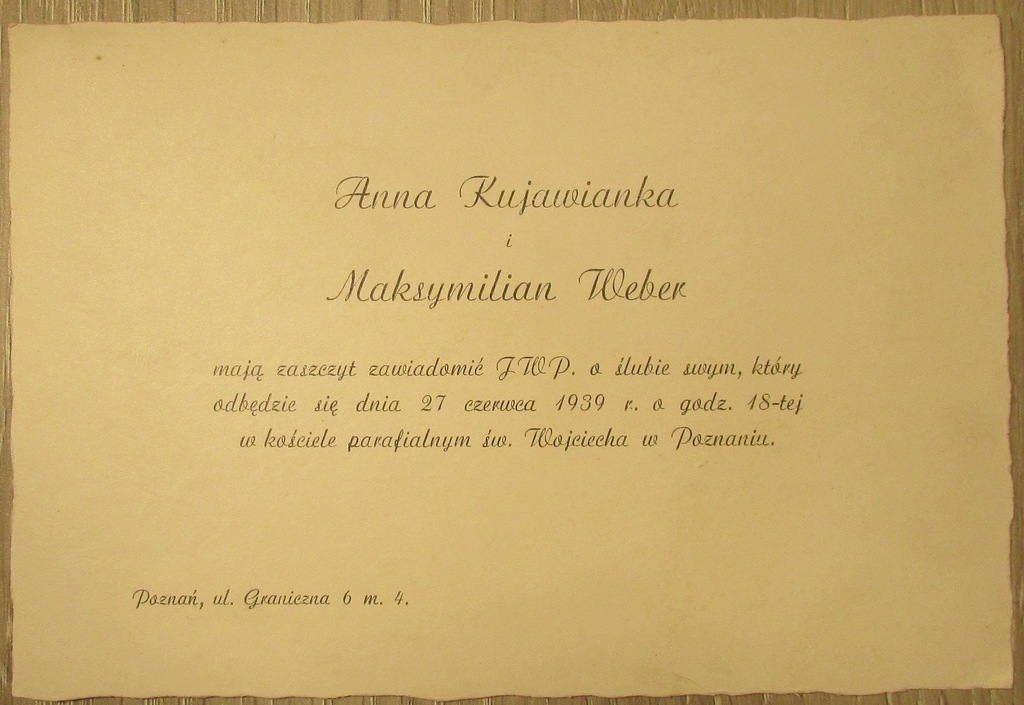 Anna Kujawianka
i
Maksymilian Weber
mają zaszczyt zawiadomić JWP. o ślubie swym, który
odbędzie się dnia 27 czerwca 1939 r. o godz. 18-tej
w kościele parafialnym św. Wojciecha w Poznaniu.
Poznań, ul. Graniczna 6 m. 4.